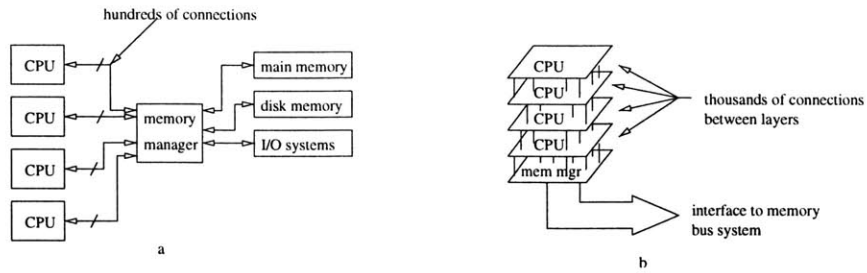 hundreds of connections
CPU
CPU
CPU
CPU
memory
manager
main memory
disk memory
I/O systems
a
CPU
CPU
CPU
CPU
mem mgr
thousands of connections
between layers
interface to memory
bus system
b